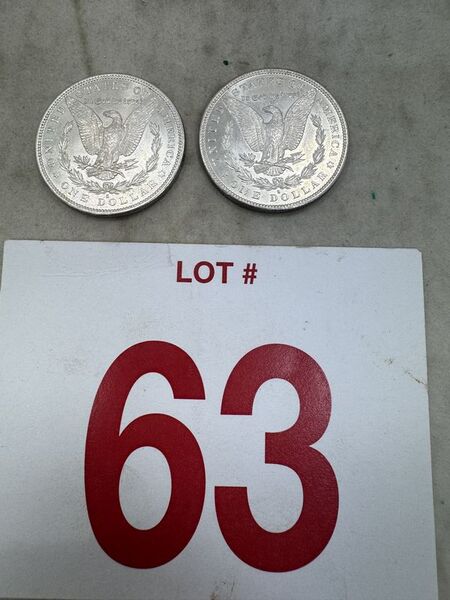 UNITED STATES OF AMERICA
ONE DOLLAR
UNITED STATES OF AMERICA
ONE DOLLAR
LOT #
63